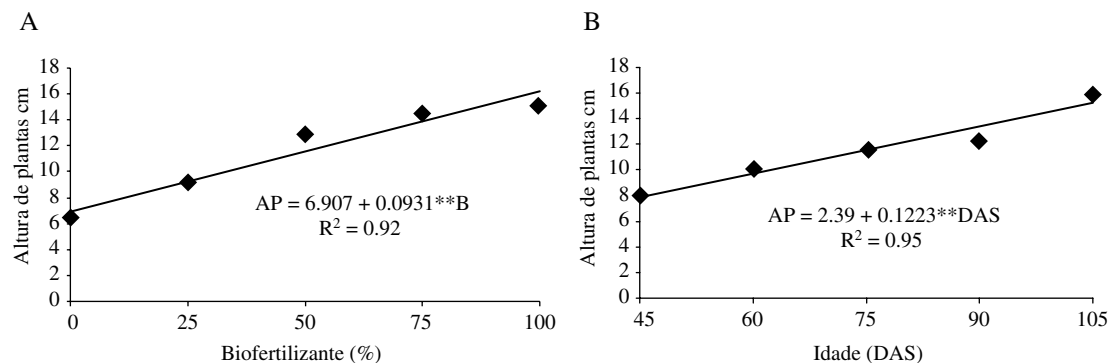 A
18
16
14
12
10
8
6
4
2
0
Altura de plantas cm
AP = 6.907 + 0.0931**B
R² = 0.92
0 25 50 75 100
Biofertilizante (%)
B
18
16
14
12
10
8
6
4
2
0
Altura de plantas cm
AP = 2.39 + 0.1223**DAS
R² = 0.95
45 60 75 90 105
Idade (DAS)